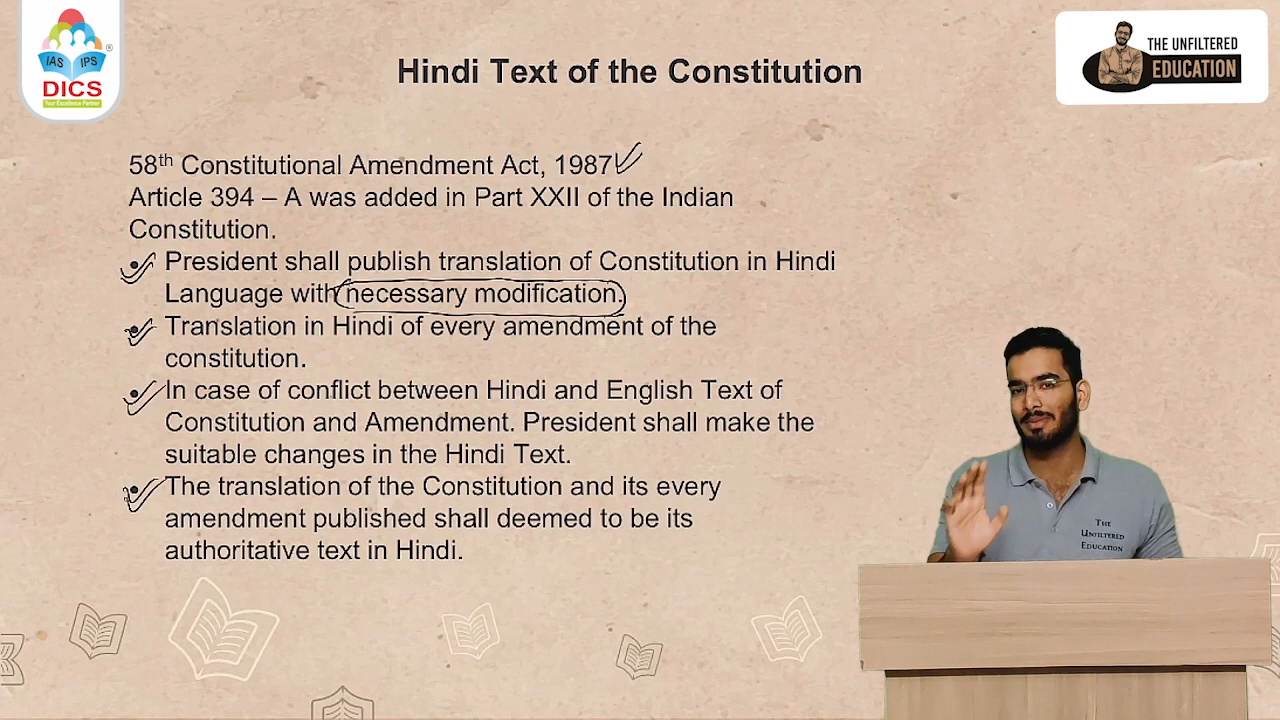 IAS IPS
DICS
Your Excellence Partner
Hindi Text of the Constitution
THE UNFILTERED
EDUCATION
58th Constitutional Amendment Act, 1987
Article 394 – A was added in Part XXII of the Indian
Constitution.
President shall publish translation of Constitution in Hindi
Language with necessary modification.
Translation in Hindi of every amendment of the
constitution.
In case of conflict between Hindi and English Text of
Constitution and Amendment. President shall make the
suitable changes in the Hindi Text.
The translation of the Constitution and its every
amendment published shall deemed to be its
authoritative text in Hindi.
THE
UNFILTERED
EDUCATION